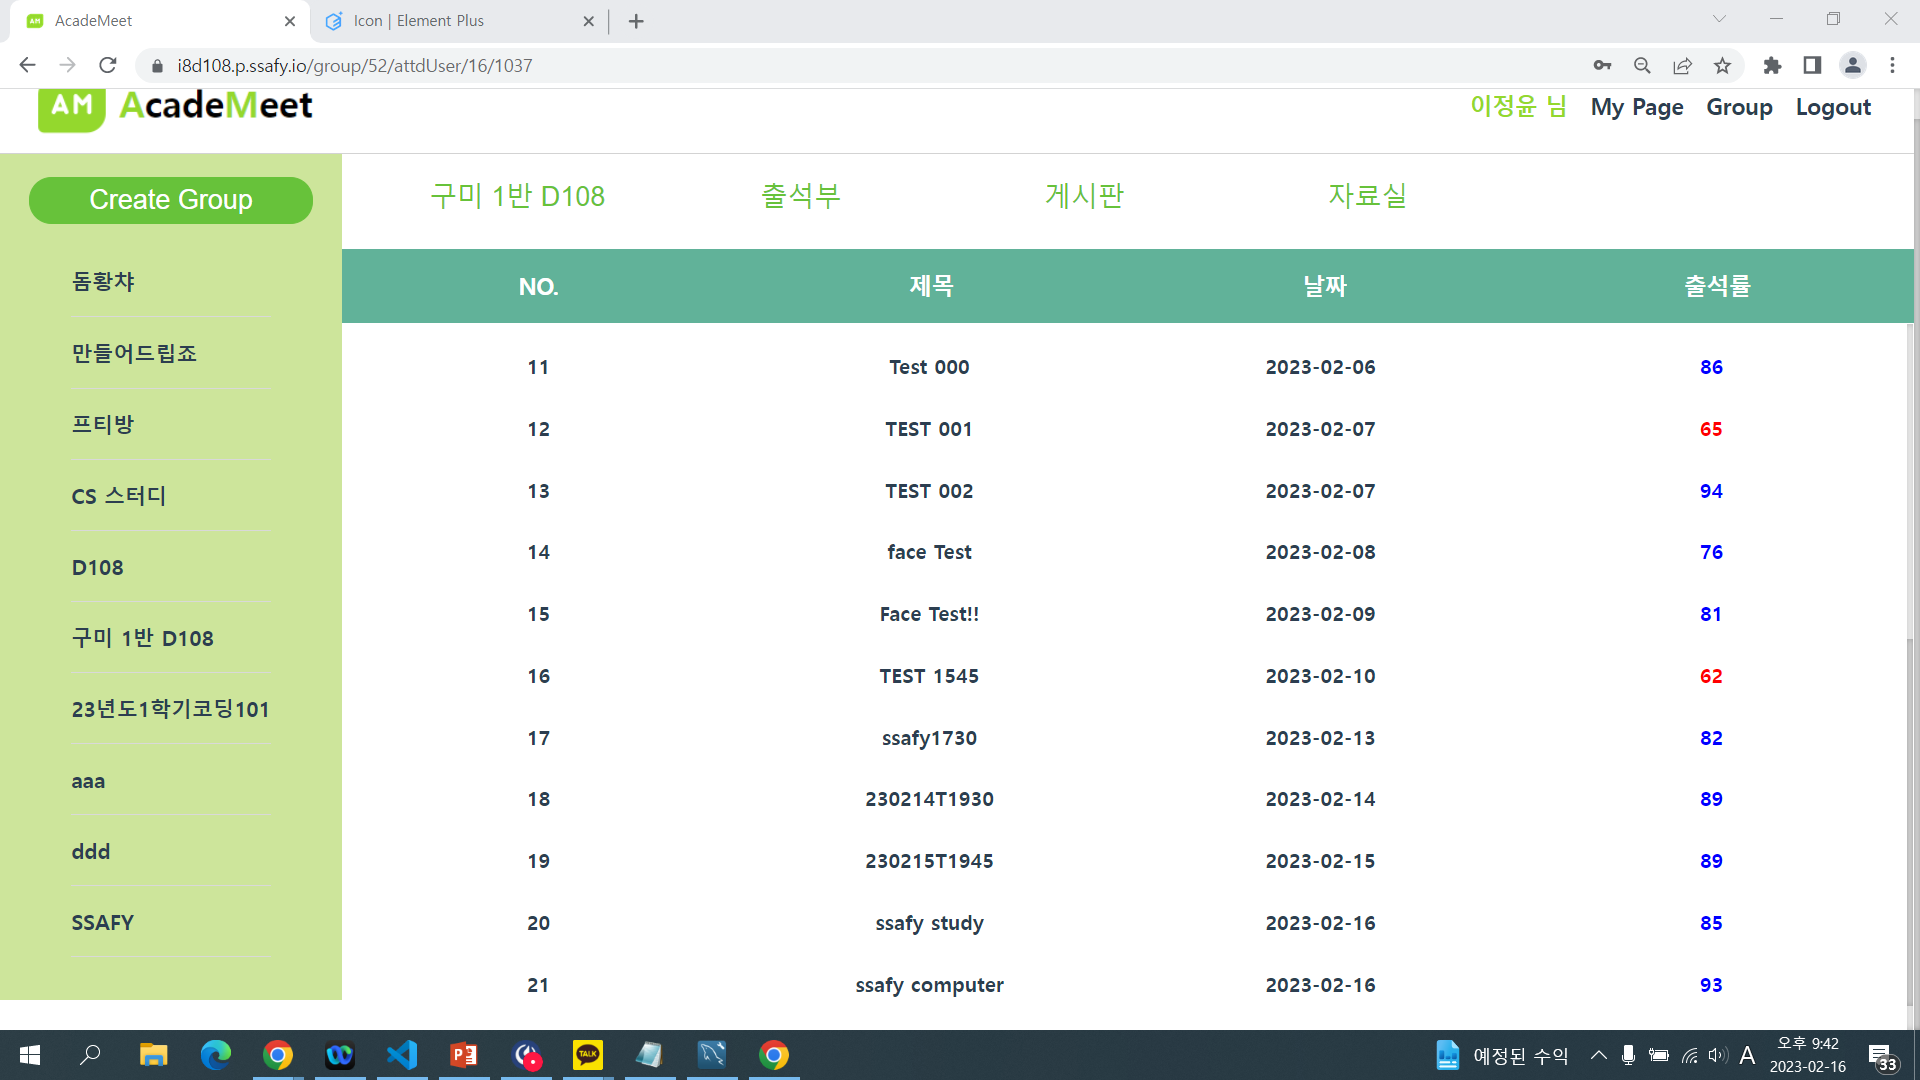 AcadeMeet
Icon | Element Plus
i8d108.p.ssafy.io/group/52/attdUser/16/1037
AM AcadeMeet
이정윤 님 My Page Group Logout
Create Group
돔황챠
만들어드립죠
프티방
CS 스터디
D108
구미 1반 D108
23년도1학기코딩101
aaa
ddd
SSAFY
구미 1반 D108 출석부 게시판 자료실
NO. 제목 날짜 출석률
11 Test 000 2023-02-06 86
12 TEST 001 2023-02-07 65
13 TEST 002 2023-02-07 94
14 face Test 2023-02-08 76
15 Face Test!! 2023-02-09 81
16 TEST 1545 2023-02-10 62
17 ssafy1730 2023-02-13 82
18 230214T1930 2023-02-14 89
19 230215T1945 2023-02-15 89
20 ssafy study 2023-02-16 85
21 ssafy computer 2023-02-16 93
TALK
예정된 수익
A
오후 9:42
2023-02-16
33